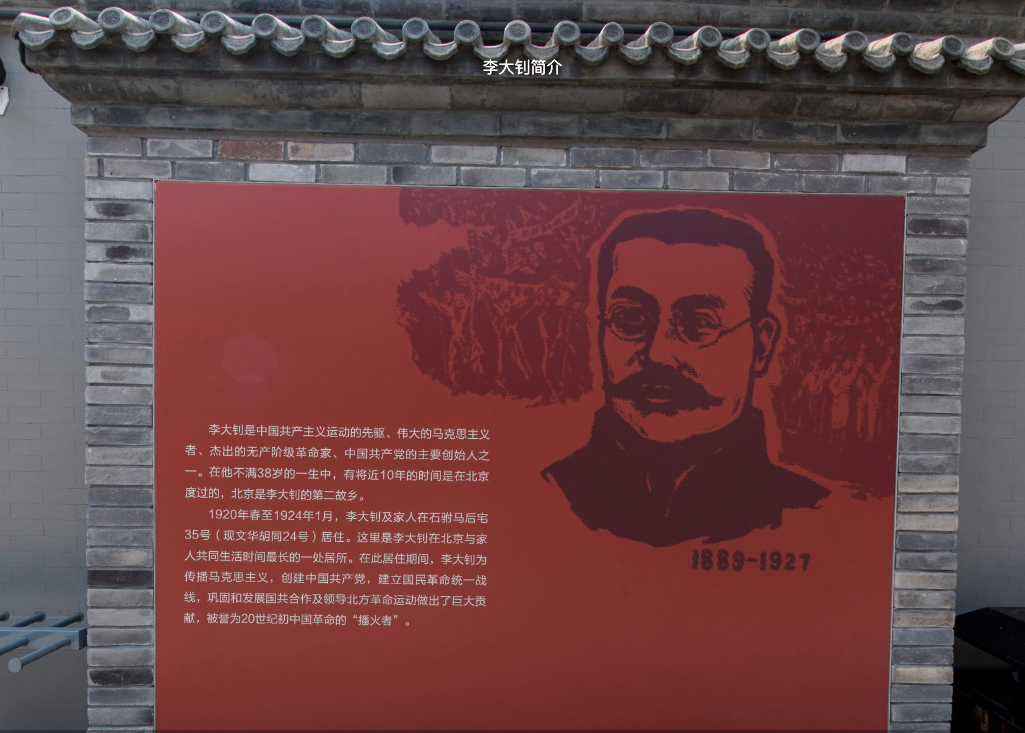 李大钊简介
李大钊是中国共产主义运动的先驱、伟大的马克思主义
者、杰出的无产阶级革命家、中国共产党的主要创始人之
一。在他不满38岁的一生中，有将近10年的时间是在北京
度过的，北京是李大钊的第二故乡。
1920年春至1924年1月，李大钊及家人在石驸马后宅
35号（现文华胡同24号）居住。这里是李大钊在北京与家
人共同生活时间最长的一处居所。在此居住期间，李大钊为
传播马克思主义，创建中国共产党，建立国民革命统一战
线，巩固和发展国共合作及领导北方革命运动做出了巨大贡
献，被誉为20世纪初中国革命的“播火者”。
1889-1927